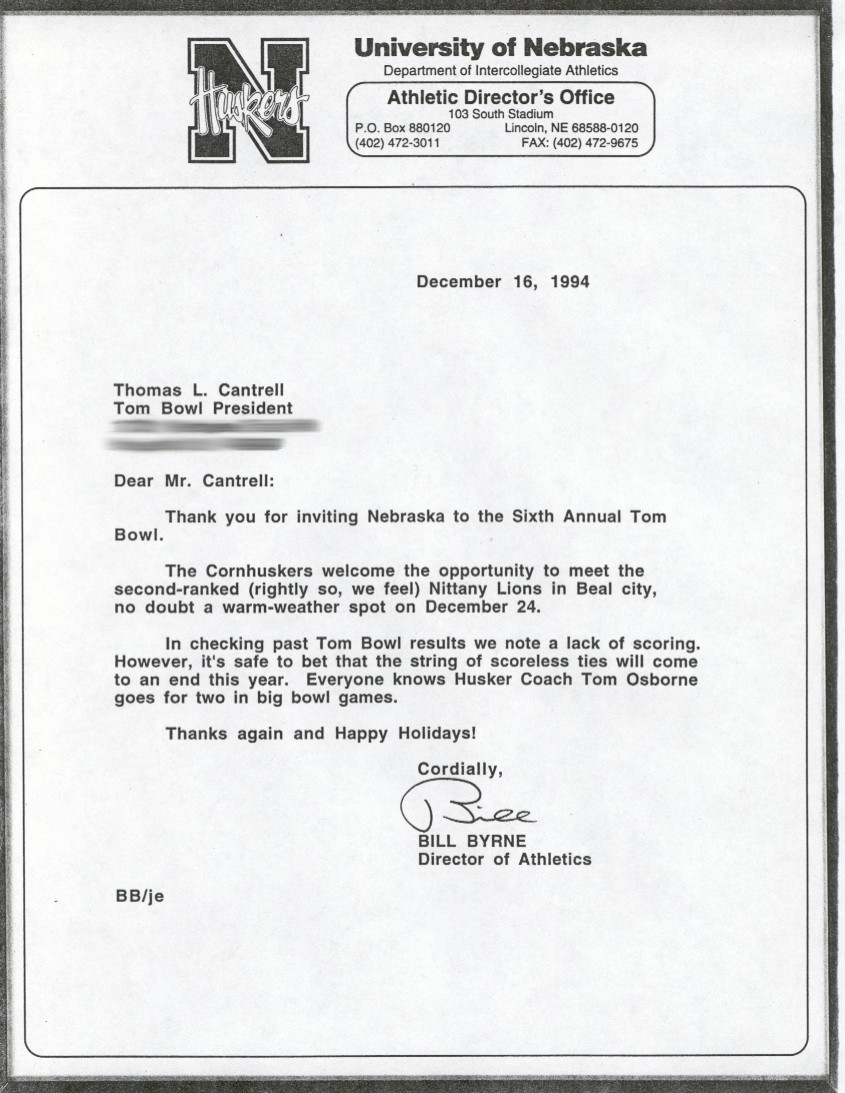 Huskers
University of Nebraska
Department of Intercollegiate Athletics
Athletic Director's Office
103 South Stadium
P.O. Box 880120 Lincoln, NE 68588-0120
(402) 472-3011 FAX: (402) 472-9675
December 16, 1994
Thomas L. Cantrell
Tom Bowl President
Dear Mr. Cantrell:
Thank you for inviting Nebraska to the Sixth Annual Tom
Bowl.
The Cornhuskers welcome the opportunity to meet the
second-ranked (rightly so, we feel) Nittany Lions in Beal city,
no doubt a warm-weather spot on December 24.
In checking past Tom Bowl results we note a lack of scoring.
However, it's safe to bet that the string of scoreless ties will come
to an end this year. Everyone knows Husker Coach Tom Osborne
goes for two in big bowl games.
Thanks again and Happy Holidays!
Cordially,
Bill
BILL BYRNE
Director of Athletics
BB/je